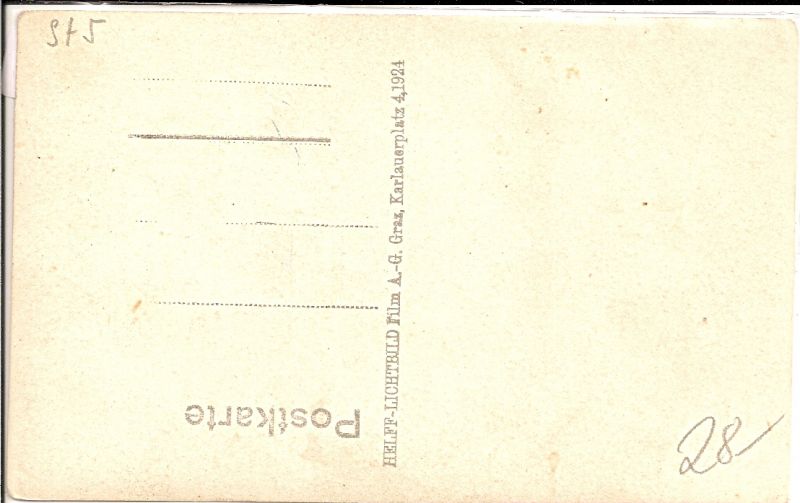 St5
HELFF-LICHTBILD Film A.-G. Graz, Karlauerplatz 4, 1924
Postkarte
28